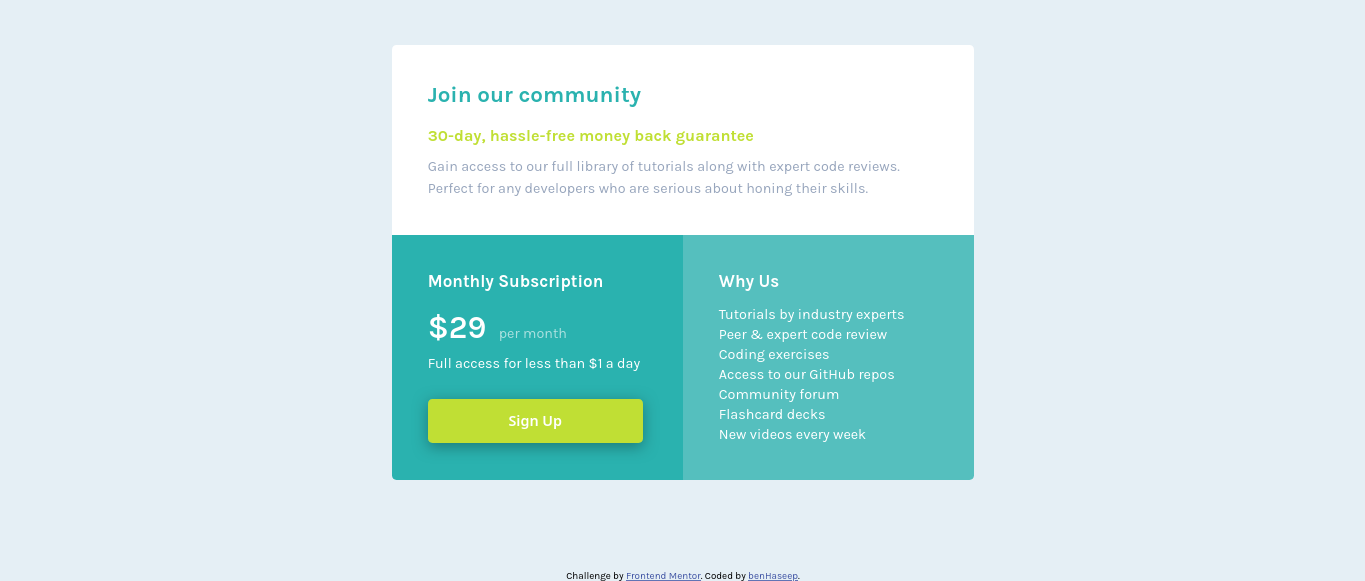 Join our community
30-day, hassle-free money back guarantee
Gain access to our full library of tutorials along with expert code reviews.
Perfect for any developers who are serious about honing their skills.
Monthly Subscription
$29 per month
Full access for less than $1 a day
Sign Up
Why Us
Tutorials by industry experts
Peer & expert code review
Coding exercises
Access to our GitHub repos
Community forum
Flashcard decks
New videos every week
Challenge by Frontend Mentor. Coded by benHaseep.